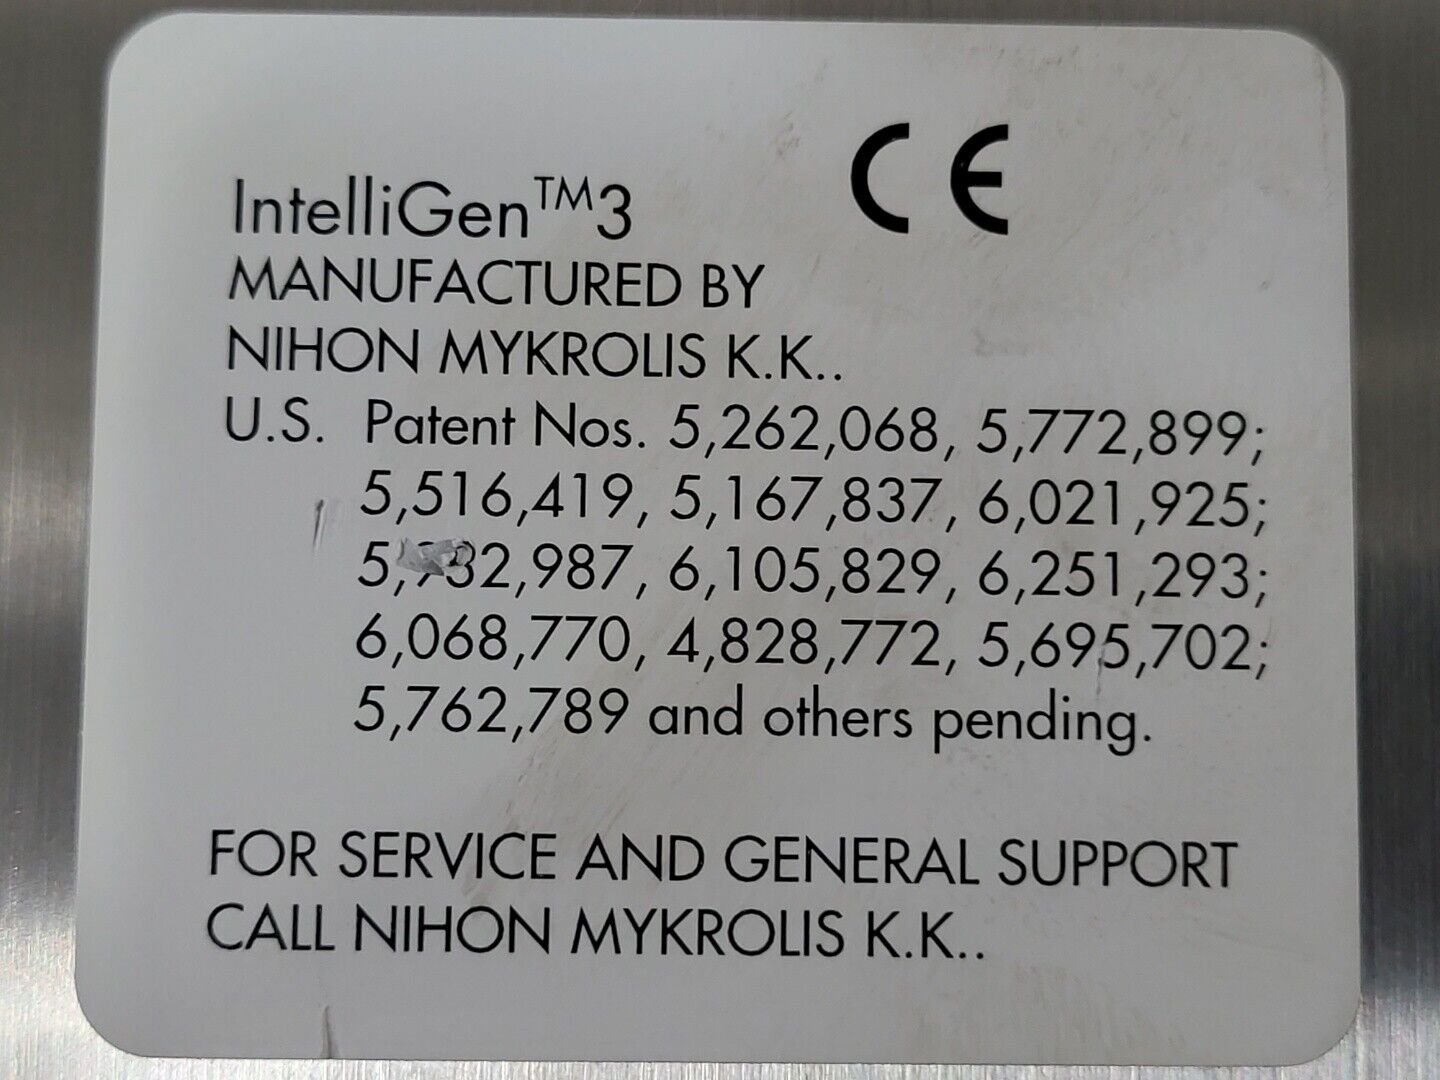 CE
IntelliGen™3
MANUFACTURED BY
NIHON MYKROLIS K.K..
U.S. Patent Nos. 5,262,068, 5,772,899;
5,516,419, 5,167,837, 6,021,925;
6,105,829, 6,251,293;
6,068,770, 4,828,772, 5,695,702;
5,762,789 and others pending.
FOR SERVICE AND GENERAL SUPPORT
CALL NIHON MYKROLIS K.K..